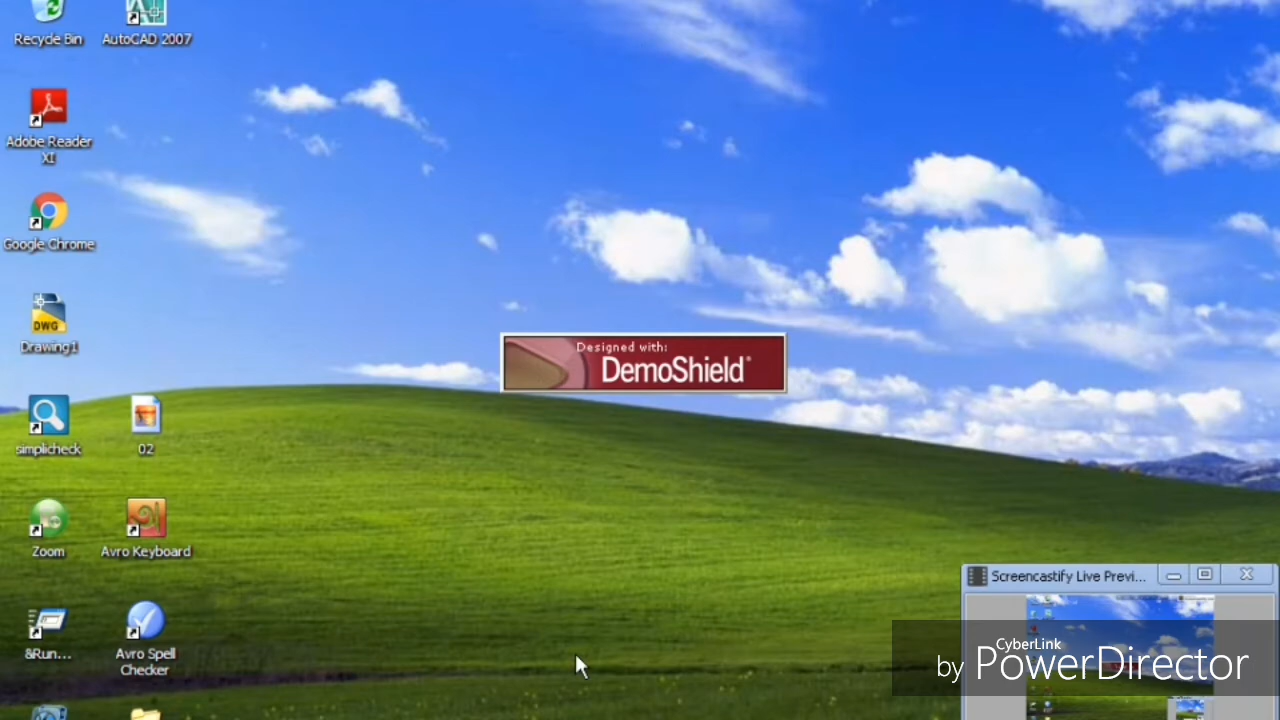 Recycle Bin
AutoCAD 2007
Adobe Reader
XI
Google Chrome
DWG
Drawing1
simplicheck
02
Zoom
Avro Keyboard
&Run...
Avro Spell
Checker
Designed with:
DemoShield®
Screencastify Live Previ...
CyberLink
by PowerDirector